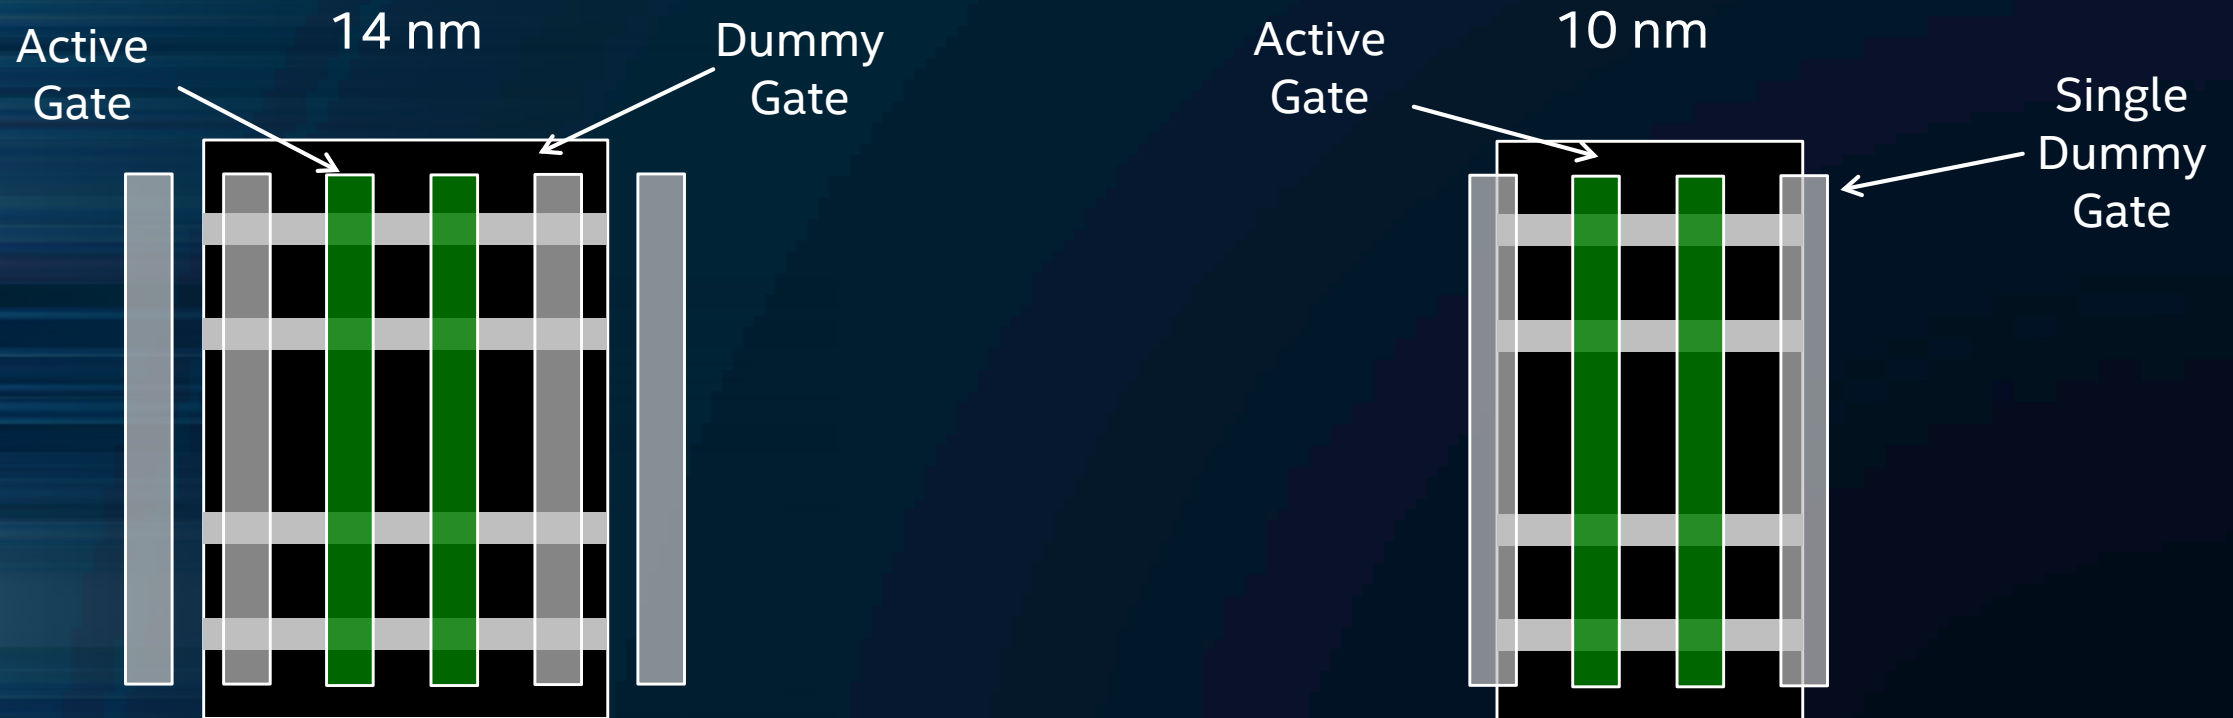 14 nm
Active
Gate
Dummy
Gate
10 nm
Active
Gate
Single
Dummy
Gate